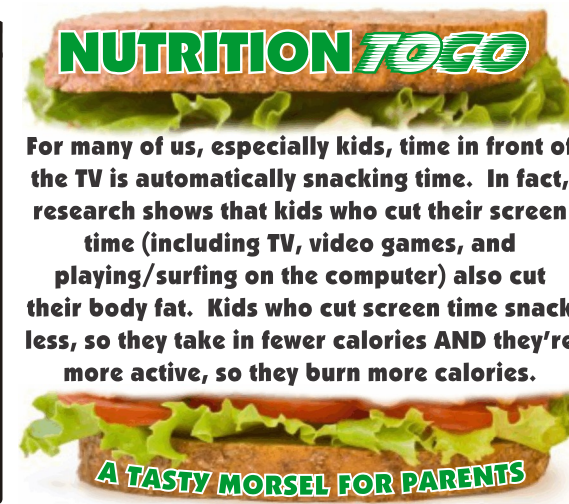 NUTRITION TO GO
For many of us, especially kids, time in front of
the TV is automatically snacking time. In fact,
research shows that kids who cut their screen
time (including TV, video games, and
playing/surfing on the computer) also cut
their body fat. Kids who cut screen time snack
less, so they take in fewer calories AND they're
more active, so they burn more calories.
A TASTY MORSEL FOR PARENTS